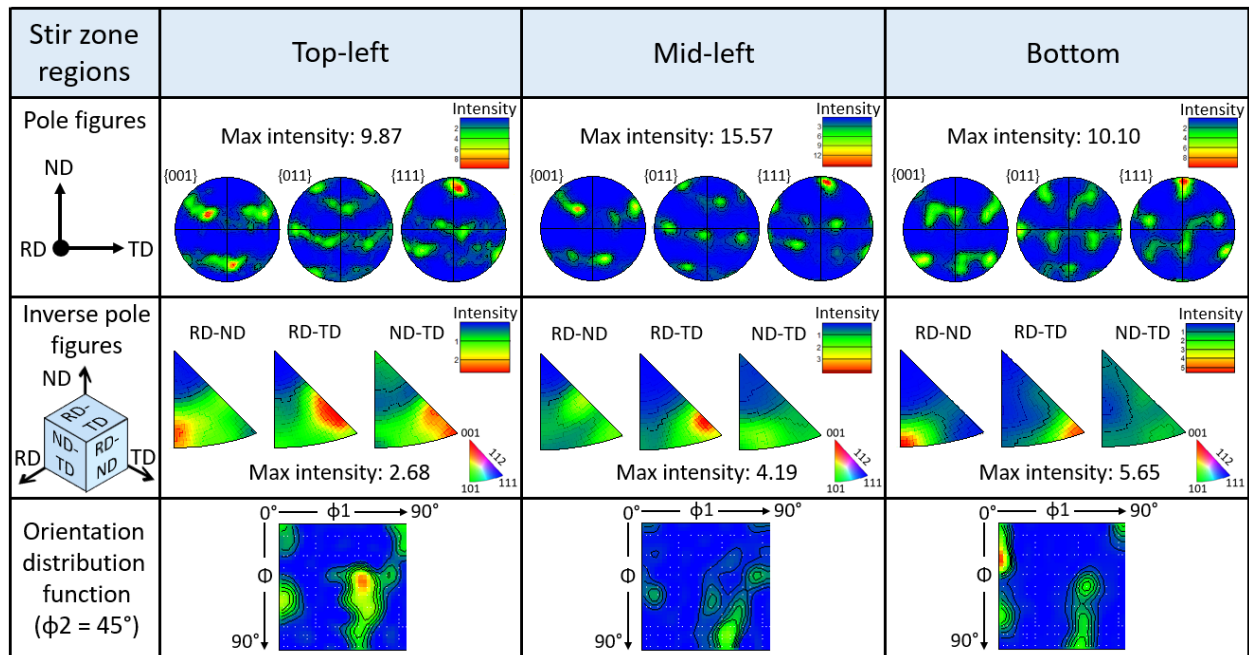 Stir zone
regions
Top-left
Mid-left
Bottom
Pole figures
ND
RD
TD
Max intensity: 9.87
Intensity
2
4
6
8
{001}
{011}
{111}
Max intensity: 15.57
Intensity
3
6
9
12
{001}
{011}
{111}
Max intensity: 10.10
Intensity
2
4
6
8
{001}
{011}
{111}
Inverse pole
figures
ND
RD-
TD
ND-
TD
RD-
ND
RD
TD
RD-ND
RD-TD
ND-TD
Intensity
1
2
Max intensity: 2.68
001
112
101
111
RD-ND
RD-TD
ND-TD
Intensity
1
2
3
Max intensity: 4.19
001
112
101
111
RD-ND
RD-TD
ND-TD
Intensity
1
2
3
4
5
Max intensity: 5.65
001
112
101
111
Orientation
distribution
function
(ϕ2 = 45°)
0° ϕ1 90°
Φ
90°
0° ϕ1 90°
Φ
90°
0° ϕ1 90°
Φ
90°